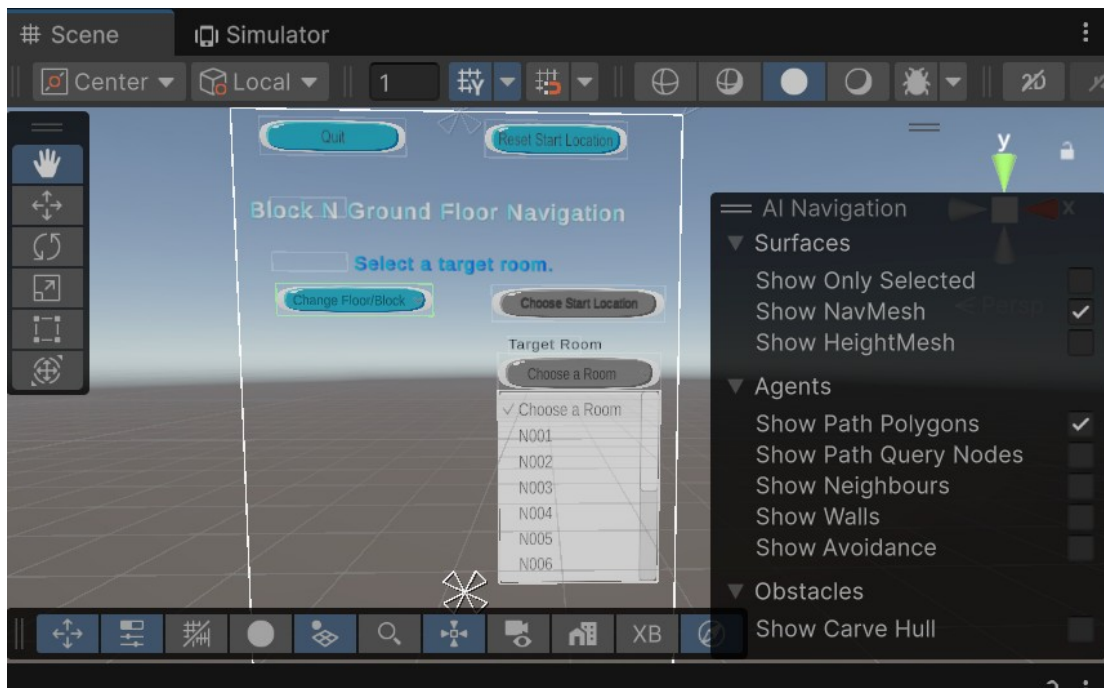 Scene Simulator
Center Local 1 2D
Quit Reset Start Location
y
x
Block N Ground Floor Navigation
Select a target room.
Change Floor/Block Choose Start Location
Target Room
Choose a Room
Choose a Room
N001
N002
N003
N004
N005
N006
AI Navigation
Surfaces
Show Only Selected
Show NavMesh
Persp
Show HeightMesh
Agents
Show Path Polygons
Show Path Query Nodes
Show Neighbours
Show Walls
Show Avoidance
Obstacles
Show Carve Hull
XB